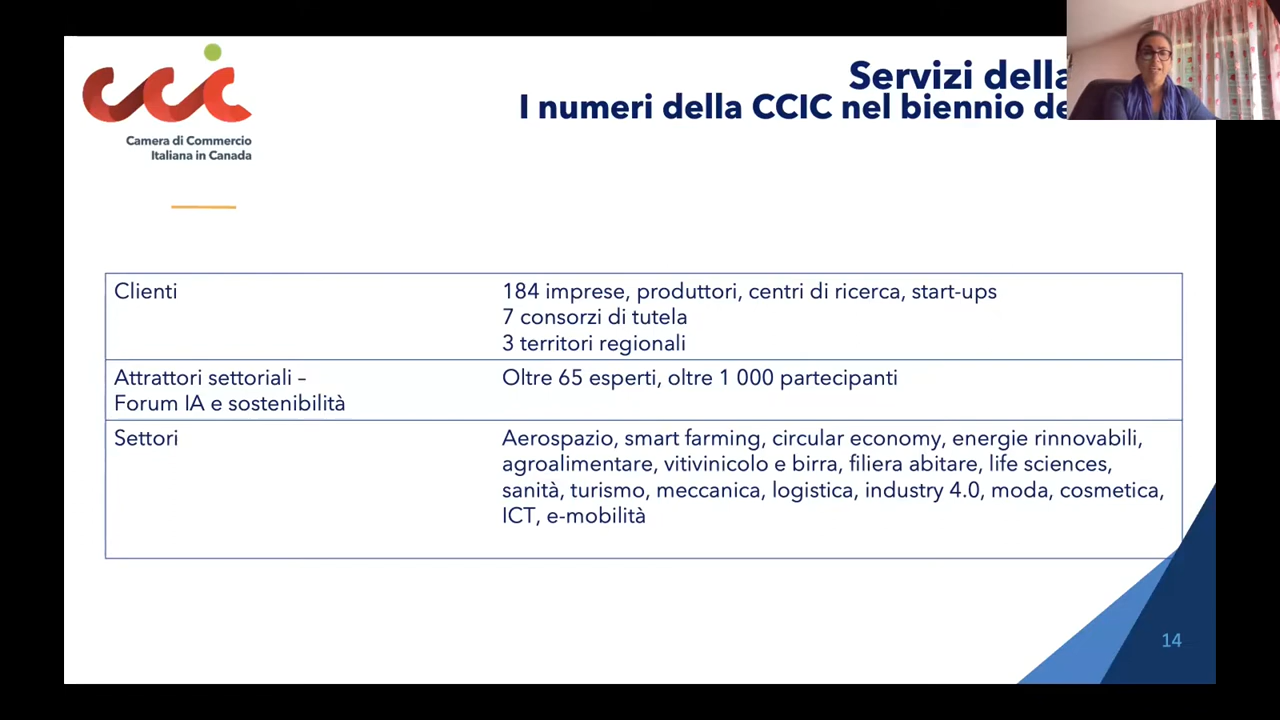 ccic
Camera di Commercio
Italiana in Canada
Servizi della
I numeri della CCIC nel biennio
Clienti
184 imprese, produttori, centri di ricerca, start-ups
7 consorzi di tutela
3 territori regionali
Attrattori settoriali –
Forum IA e sostenibilità
Oltre 65 esperti, oltre 1 000 partecipanti
Settori
Aerospazio, smart farming, circular economy, energie rinnovabili,
agroalimentare, vitivinicolo e birra, filiera abitare, life sciences,
sanità, turismo, meccanica, logistica, industry 4.0, moda, cosmetica,
ICT, e-mobilità
14